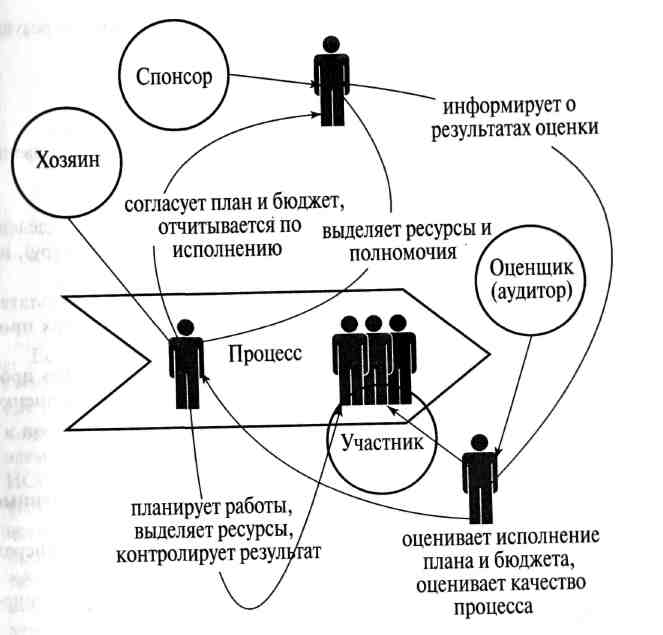 Спонсор
информирует о
результатах оценки
Хозяин
согласует план и бюджет,
отчитывается по
исполнению
выделяет ресурсы и
полномочия
Оценщик
(аудитор)
Процесс
Участник
планирует работы,
выделяет ресурсы,
контролирует результат
оценивает исполнение
плана и бюджета,
оценивает качество
процесса